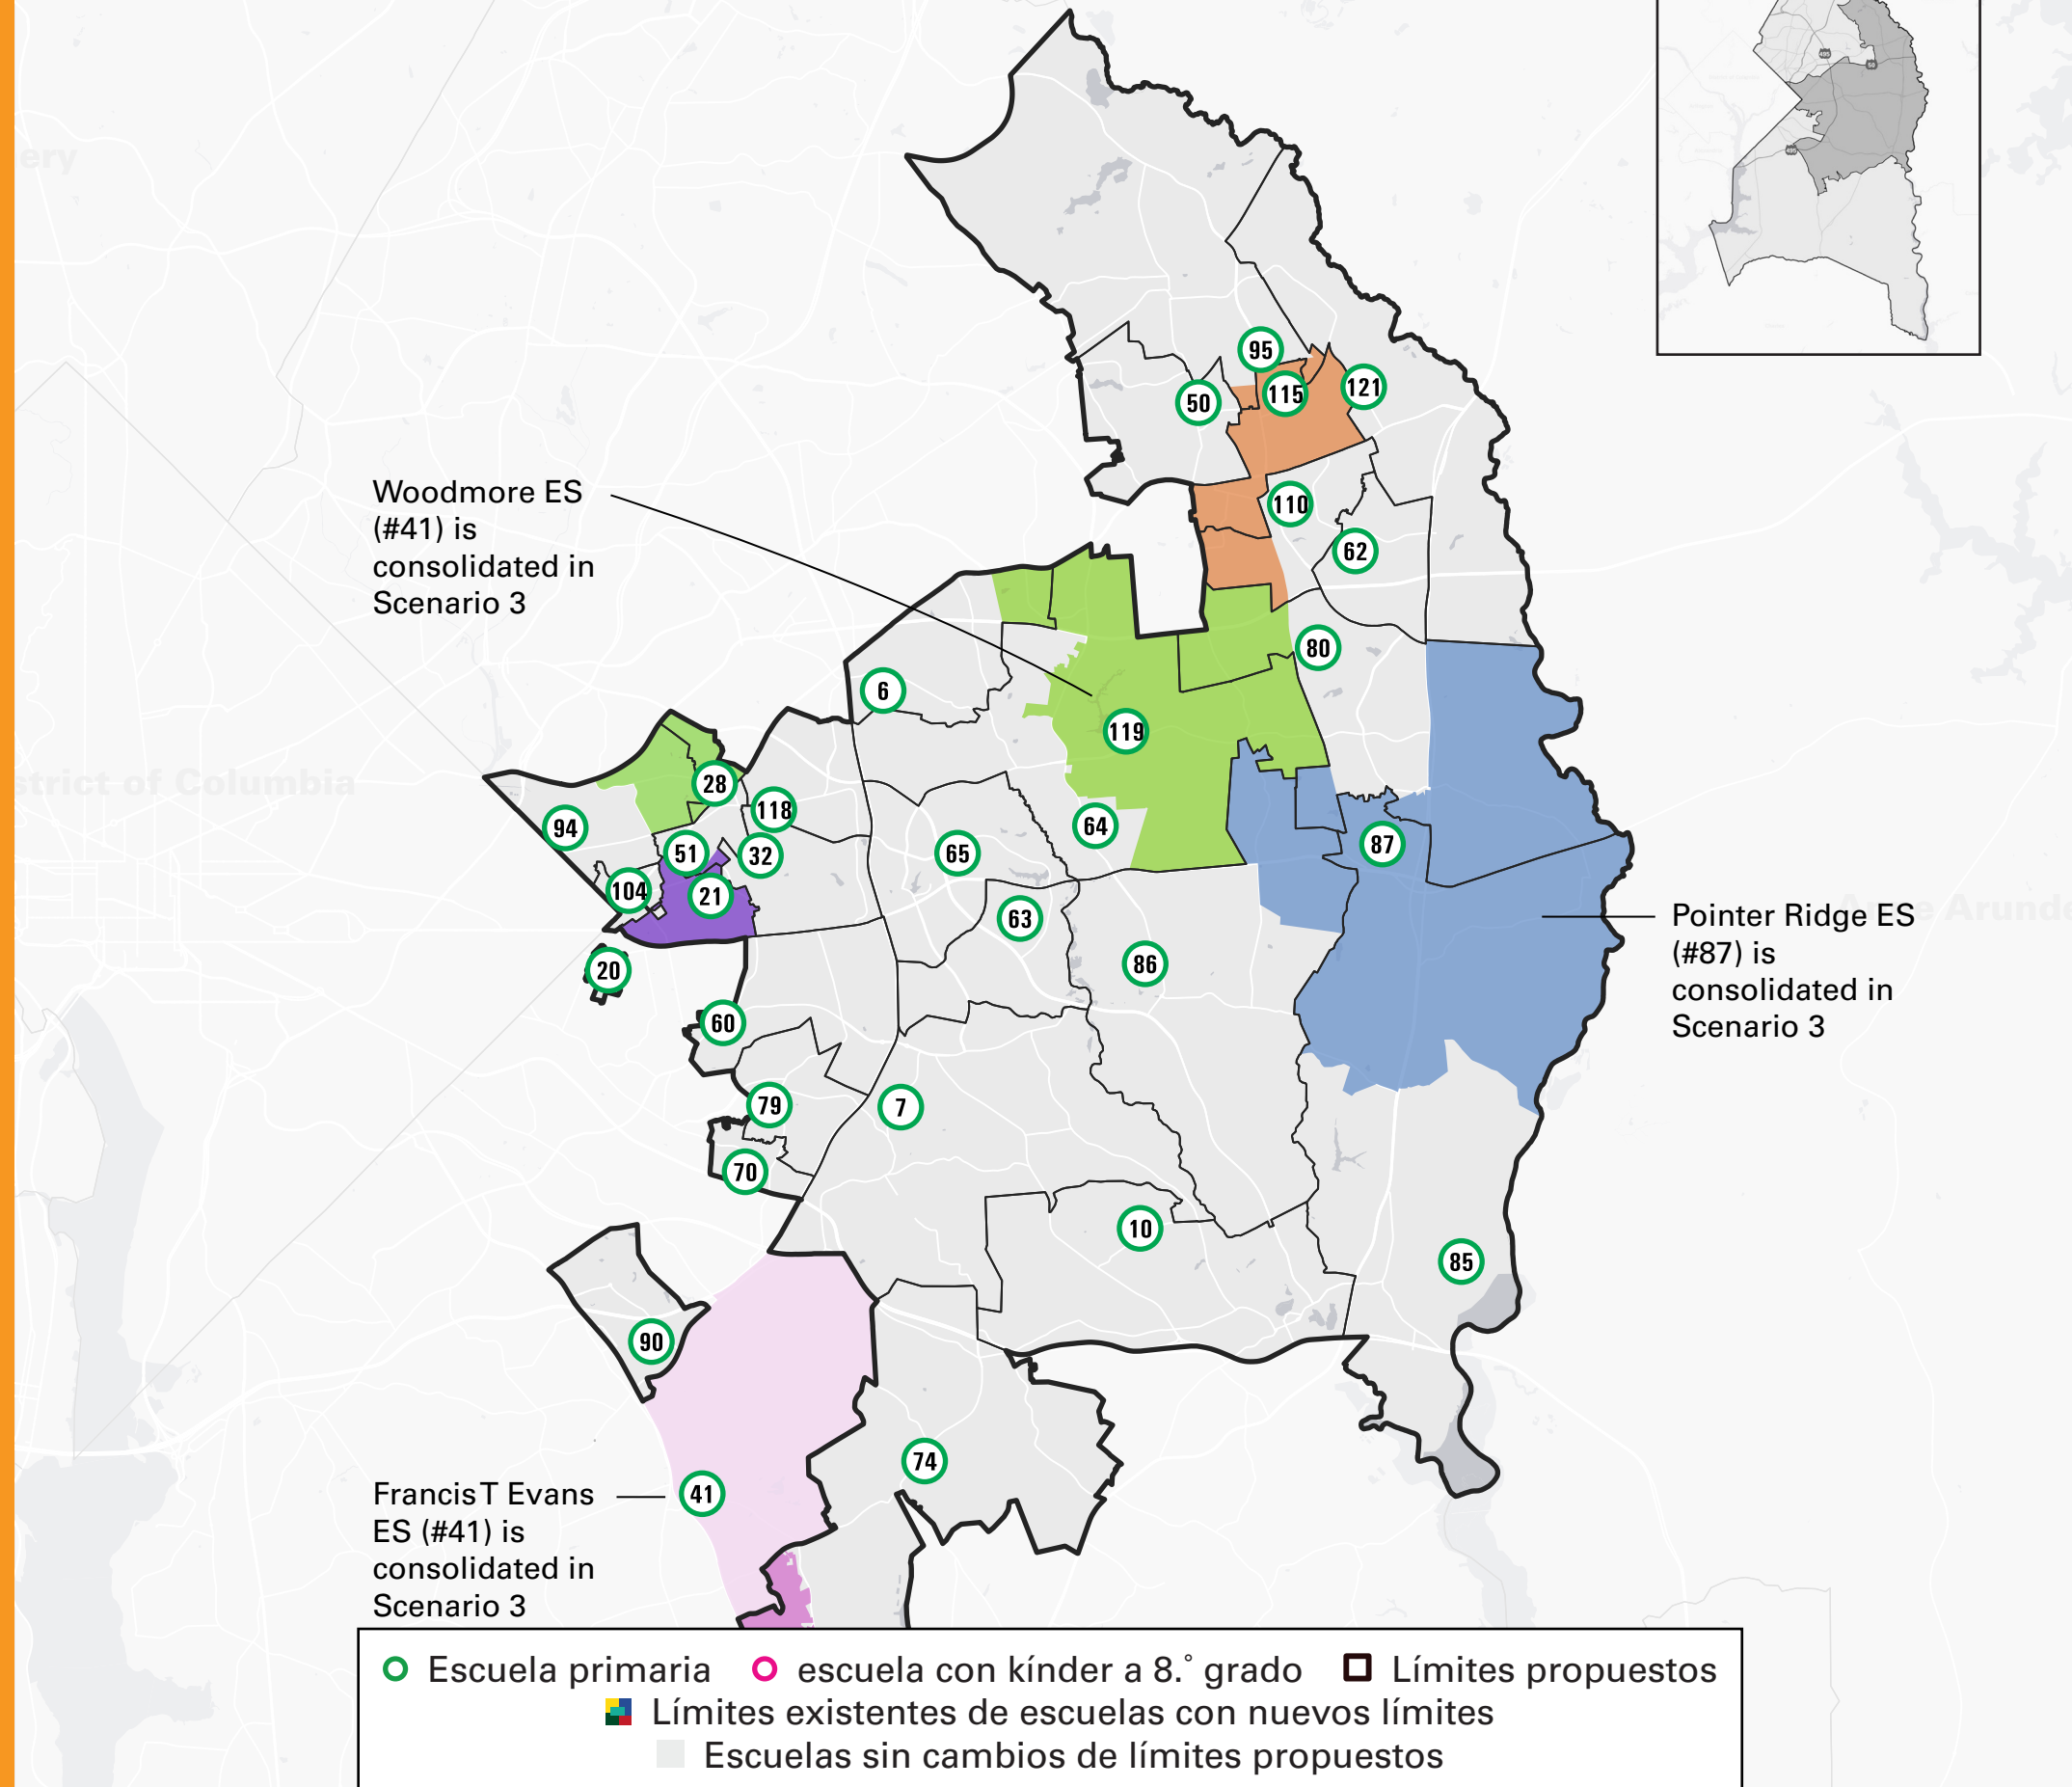 ery
95
50
115
121
Woodmore ES
(#41) is
consolidated in
Scenario 3
110
62
80
6
119
strict of Columbia
28
118
94
64
51
32
65
87
104
21
63
Pointer Ridge ES
(#87) is
consolidated in
Scenario 3
20
86
60
79
7
70
10
85
90
74
Francis T Evans
ES (#41) is
consolidated in
Scenario 3
41
Escuela primaria escuela con kínder a 8.° grado Límites propuestos
Límites existentes de escuelas con nuevos límites
Escuelas sin cambios de límites propuestos